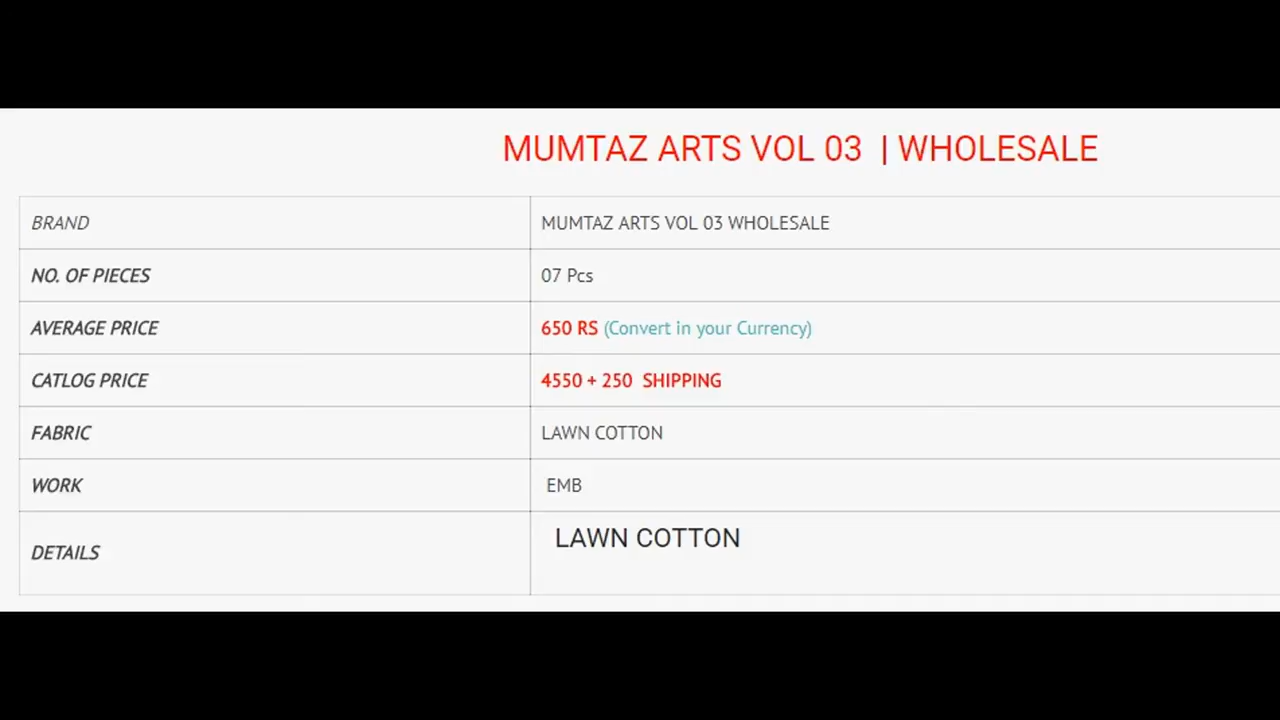 MUMTAZ ARTS VOL 03 | WHOLESALE
BRAND MUMTAZ ARTS VOL 03 WHOLESALE
NO. OF PIECES 07 Pcs
AVERAGE PRICE 650 RS (Convert in your Currency)
CATLOG PRICE 4550 + 250 SHIPPING
FABRIC LAWN COTTON
WORK EMB
DETAILS LAWN COTTON